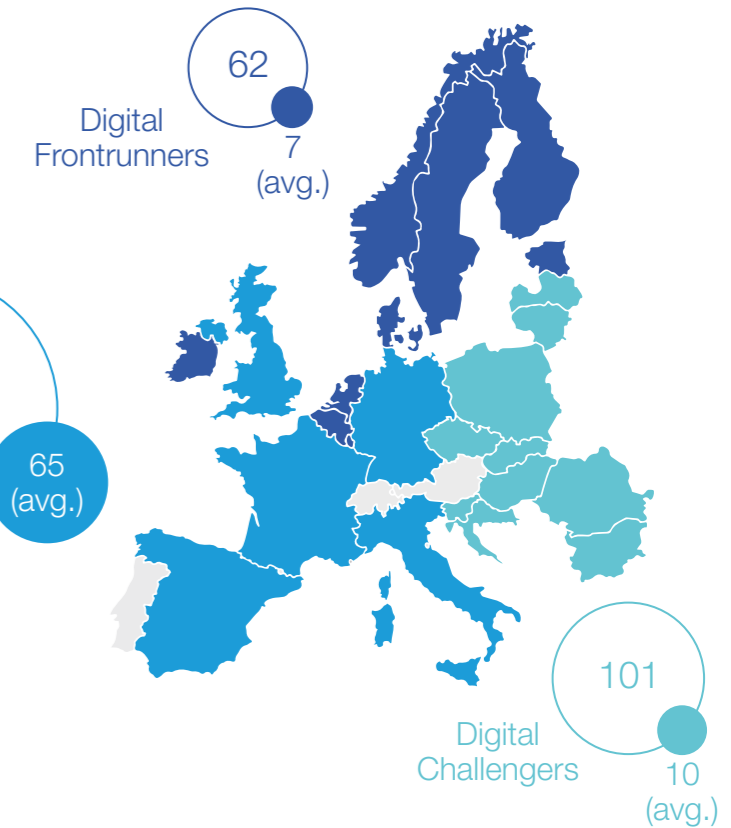 62
Digital
Frontrunners
7
(avg.)
65
(avg.)
101
Digital
Challengers
10
(avg.)